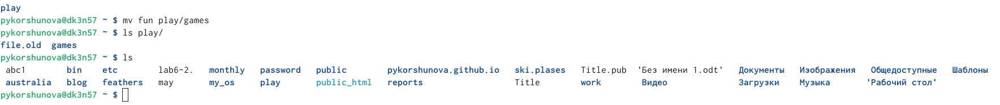 play
pykorshunova@dk3n57 ~ $ mv fun play/games
pykorshunova@dk3n57 ~ $ ls play/
file.old  games
pykorshunova@dk3n57 ~ $ ls
abc1  bin  etc  lab6-2.  monthly  password  public  pykorshunova.github.io  ski.plases  Title.pub  'Без имени 1.odt'  Документы  Изображения  Общедоступные  Шаблоны
australia  blog  feathers  may  my_os  play  public_html  reports  Title  work  Видео  Загрузки  Музыка  'Рабочий стол'
pykorshunova@dk3n57 ~ $